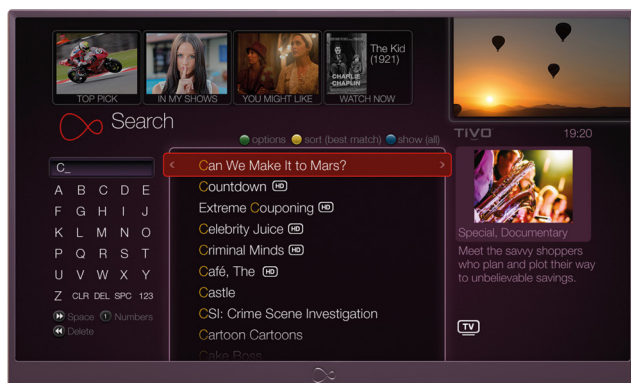 The Kid
(1921)
CHARLIE
CHAPLIN
TOP PICK
IN MY SHOWS
YOU MIGHT LIKE
WATCH NOW
Search
options sort (best match) show (all)
TiVo 19:20
C_
A B C D E
F G H I J
K L M N O
P Q R S T
U V W X Y
Z CLR DEL SPC 123
Space 1 Numbers
Delete
< Can We Make It to Mars? >
Countdown HD
Extreme Couponing HD
Celebrity Juice HD
Criminal Minds HD
Café, The HD
Castle
CSI: Crime Scene Investigation
Cartoon Cartoons
Cake Boss
Special, Documentary
Meet the savvy shoppers
who plan and plot their way
to unbelievable savings.
TV